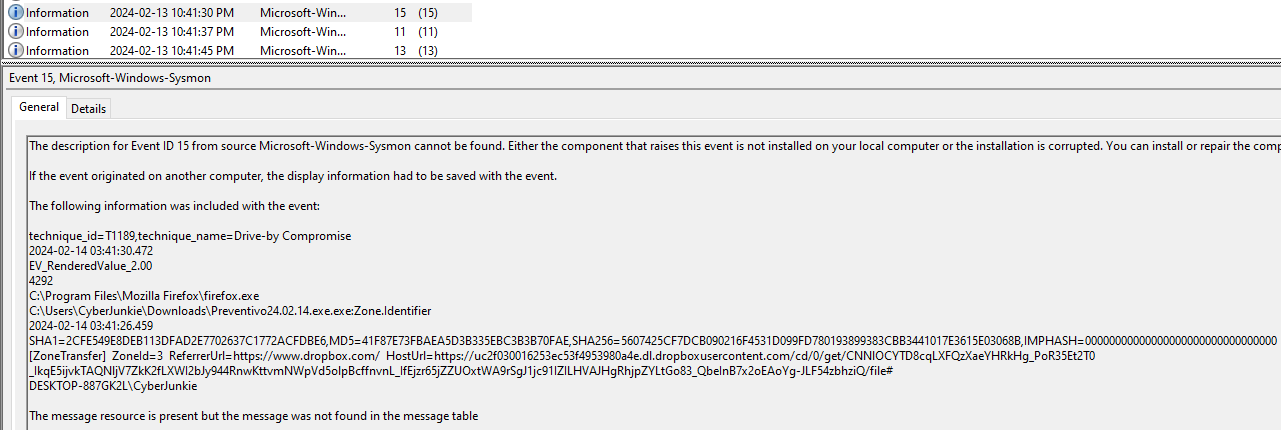 Information 2024-02-13 10:41:30 PM Microsoft-Win... 15 (15)
Information 2024-02-13 10:41:37 PM Microsoft-Win... 11 (11)
Information 2024-02-13 10:41:45 PM Microsoft-Win... 13 (13)
Event 15, Microsoft-Windows-Sysmon
General Details
The description for Event ID 15 from source Microsoft-Windows-Sysmon cannot be found. Either the component that raises this event is not installed on your local computer or the installation is corrupted. You can install or repair the comp
If the event originated on another computer, the display information had to be saved with the event.
The following information was included with the event:
technique_id=T1189,technique_name=Drive-by Compromise
2024-02-14 03:41:30.472
EV_RenderedValue_2.00
4292
C:\Program Files\Mozilla Firefox\firefox.exe
C:\Users\CyberJunkie\Downloads\Preventivo24.02.14.exe.exe:Zone.Identifier
2024-02-14 03:41:26.459
SHA1=2CFE549E8DEB113DFAD2E7702637C1772ACFDBE6,MD5=41F87E73FBAEA5D3B335EBC3B3B70FAE,SHA256=5607425CF7DCB090216F4531D099FD780193899383CBB3441017E3615E03068B,IMPHASH=00000000000000000000000000000000
[ZoneTransfer] ZoneId=3 ReferrerUrl=https://www.dropbox.com/ HostUrl=https://uc2f030016253ec53f4953980a4e.dl.dropboxusercontent.com/cd/0/get/CNNIOCYTD8cqLXFQzXaeYHRkHg_PoR35Et2T0
_IkqE5ijvkTAQNljV7ZkK2fLXWl2bJy944RnwKttvmNWpVd5oIpBcffnvnL_lfEjzr65jZZUOxtWA9rSgJ1jc91IZILHVAJHgRhjpZYLtGo83_QbelnB7x2oEAoYg-JLF54zbhziQ/file#
DESKTOP-887GK2L\CyberJunkie
The message resource is present but the message was not found in the message table